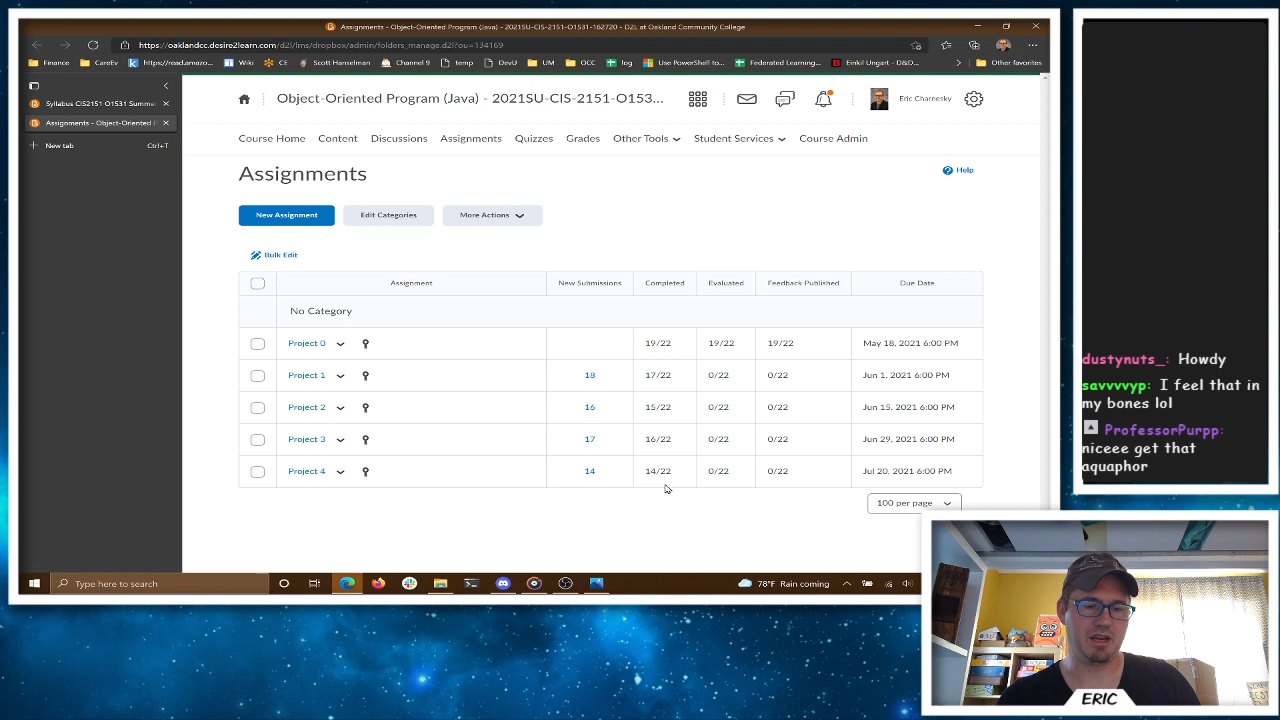 Assignments - Object-Oriented Program (Java) - 2021SU-CIS-2151-O1531-162720 - D2L at Oakland Community College
https://oaklandcc.desire2learn.com/d2l/lms/dropbox/admin/folders_manage.d2l?ou=134169
Finance CareEv https://read.amazo... Wiki CE Scott Hanselman Channel 9 temp DevU UM OCC log Use PowerShell to... Federated Learning... Einkil Ungart - D&D... Other favorites
Syllabus CIS2151 O1531 Summe
Assignments - Object-Oriented P
New tab Ctrl+T
Object-Oriented Program (Java) - 2021SU-CIS-2151-O153... Eric Charnesky
Course Home Content Discussions Assignments Quizzes Grades Other Tools Student Services Course Admin
Assignments Help
New Assignment Edit Categories More Actions
Bulk Edit
Assignment New Submissions Completed Evaluated Feedback Published Due Date
No Category
Project 0 19/22 19/22 19/22 May 18, 2021 6:00 PM
Project 1 18 17/22 0/22 0/22 Jun 1, 2021 6:00 PM
Project 2 16 15/22 0/22 0/22 Jun 15, 2021 6:00 PM
Project 3 17 16/22 0/22 0/22 Jun 29, 2021 6:00 PM
Project 4 14 14/22 0/22 0/22 Jul 20, 2021 6:00 PM
100 per page
Type here to search 78°F Rain coming
dustynuts_: Howdy
savvvvyp: I feel that in
my bones lol
ProfessorPurpp:
niceee get that
aquaphor
ERIC